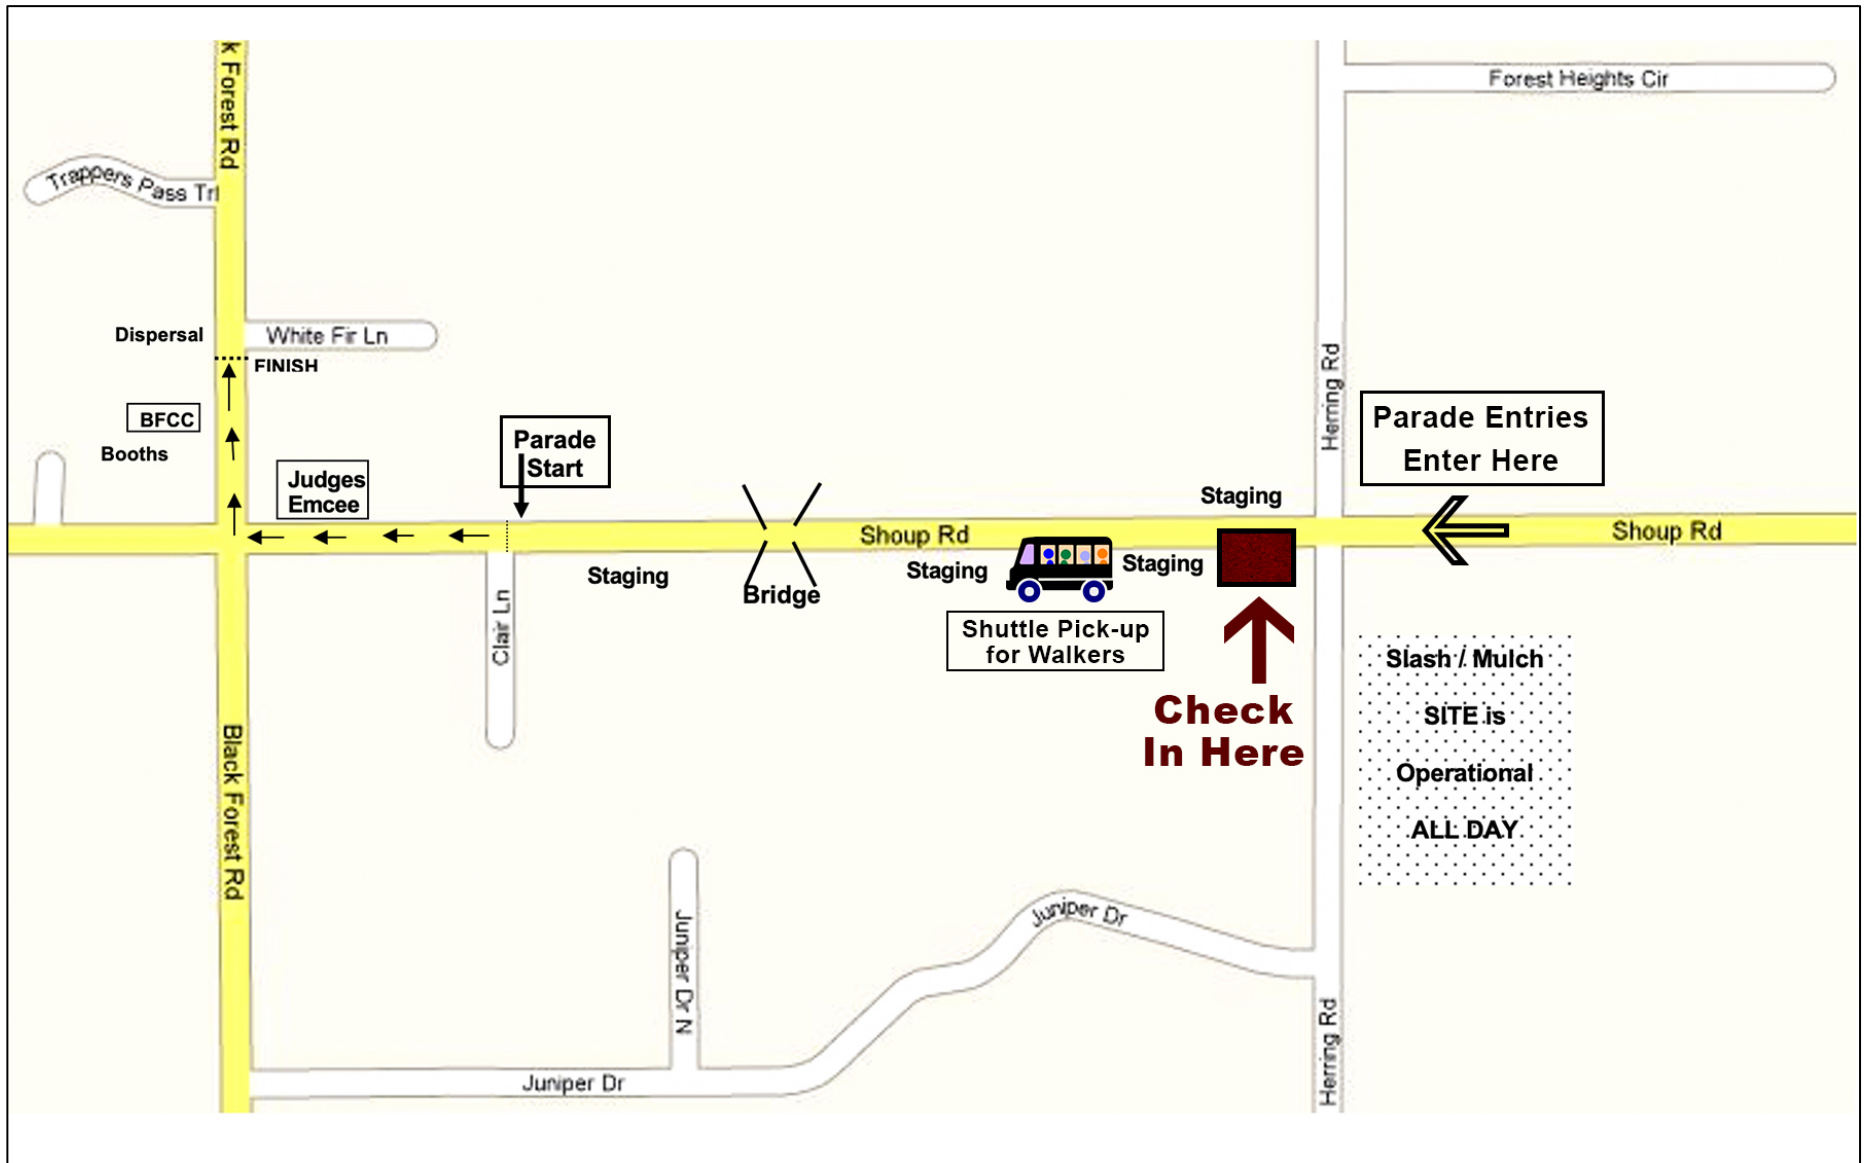 k Forest Rd
Forest Heights Cir
Trappers Pass Trl
Dispersal
White Fir Ln
FINISH
Herring Rd
BFCC
Booths
Parade
Start
Parade Entries
Enter Here
Judges
Emcee
Staging
Shoup Rd
Shoup Rd
Staging
Staging
Staging
Bridge
Clair Ln
Shuttle Pick-up
for Walkers
Check
In Here
Slash / Mulch
SITE is
Operational
ALL DAY
Black Forest Rd
Juniper Dr N
Juniper Dr
Juniper Dr
Herring Rd